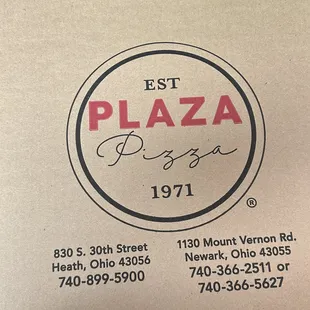 EST
PLAZA
Pizza
1971
®
830 S. 30th Street
Heath, Ohio 43056
740-899-5900
1130 Mount Vernon Rd.
Newark, Ohio 43055
740-366-2511 or
740-366-5627